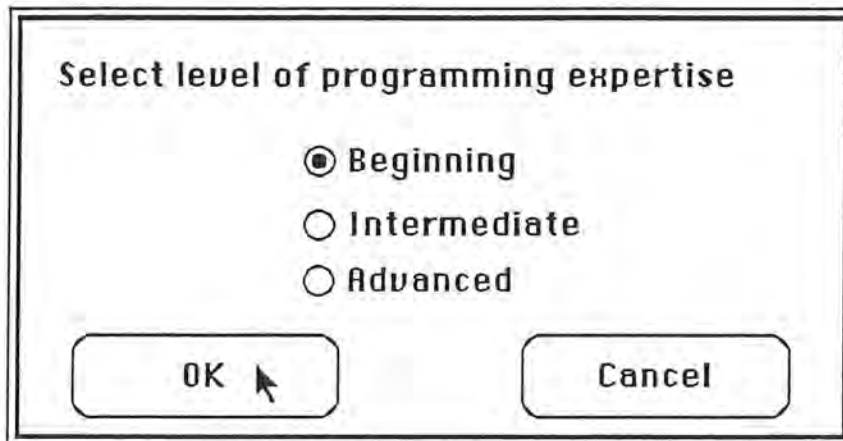 Select level of programming expertise
Beginning
Intermediate
Advanced
OK Cancel